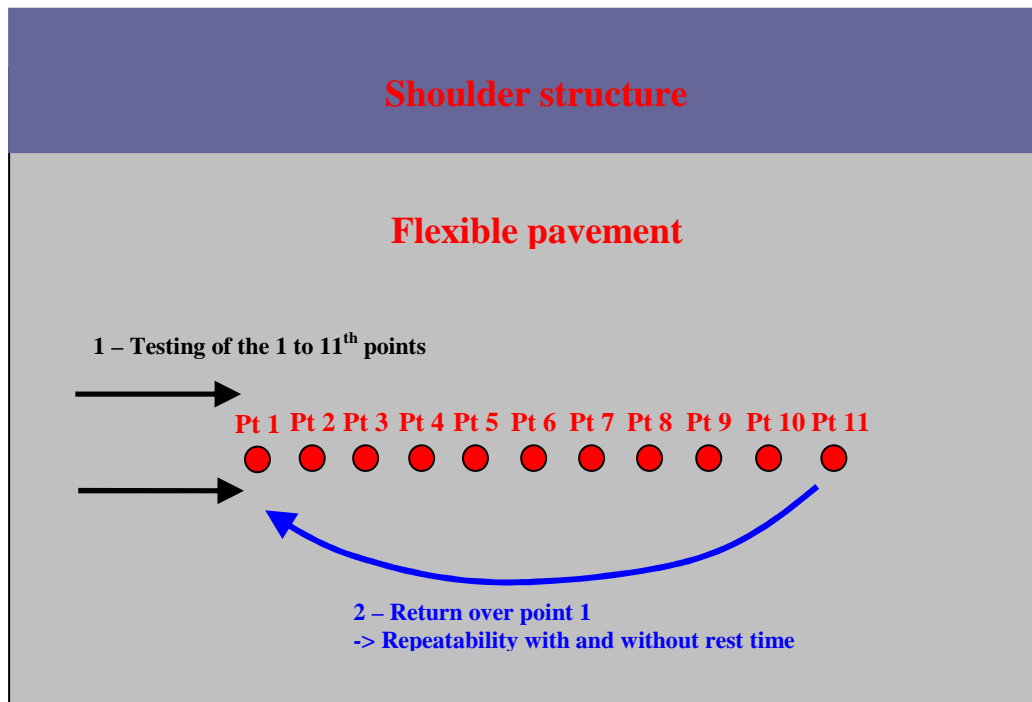 Shoulder structure
Flexible pavement
1 – Testing of the 1 to 11th points
Pt 1 Pt 2 Pt 3 Pt 4 Pt 5 Pt 6 Pt 7 Pt 8 Pt 9 Pt 10 Pt 11
2 – Return over point 1
-> Repeatability with and without rest time